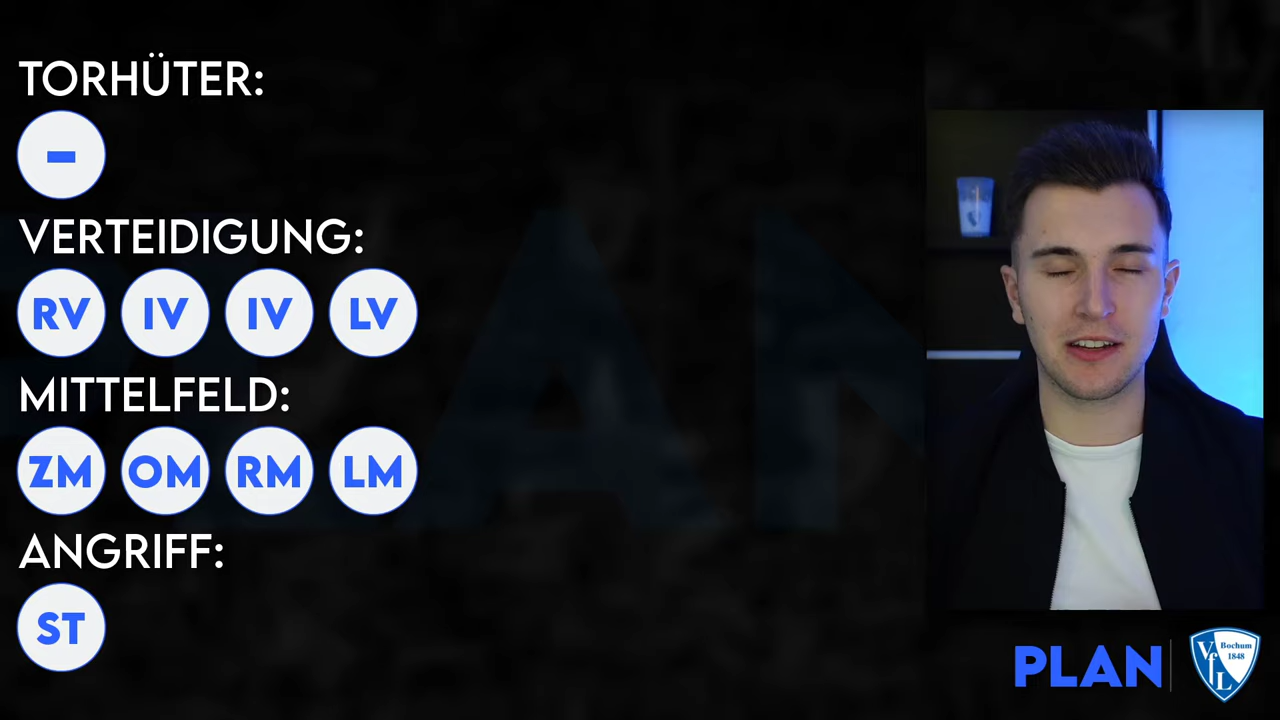 TORHÜTER:
-
VERTEIDIGUNG:
RV IV IV LV
MITTELFELD:
ZM OM RM LM
ANGRIFF:
ST
PLAN
VfL Bochum 1848